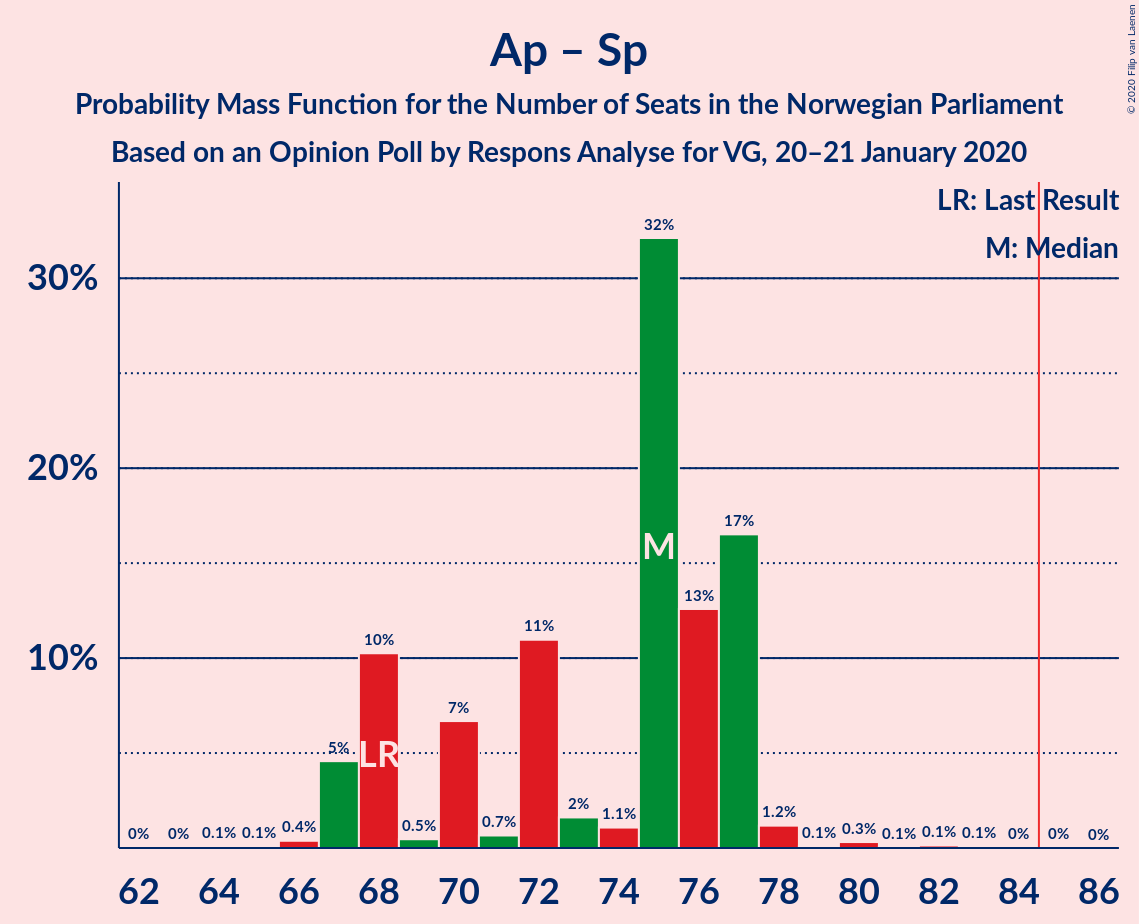 Ap – Sp
Probability Mass Function for the Number of Seats in the Norwegian Parliament
Based on an Opinion Poll by Respons Analyse for VG, 20–21 January 2020
© 2020 Filip van Laenen
LR: Last Result
M: Median
30%
20%
10%
0% 0% 0.1% 0.1% 0.4% 5% 10% 0.5% 7% 0.7% 11% 2% 1.1% 32% 13% 17% 1.2% 0.1% 0.3% 0.1% 0.1% 0.1% 0% 0% 0%
LR
M
62 64 66 68 70 72 74 76 78 80 82 84 86